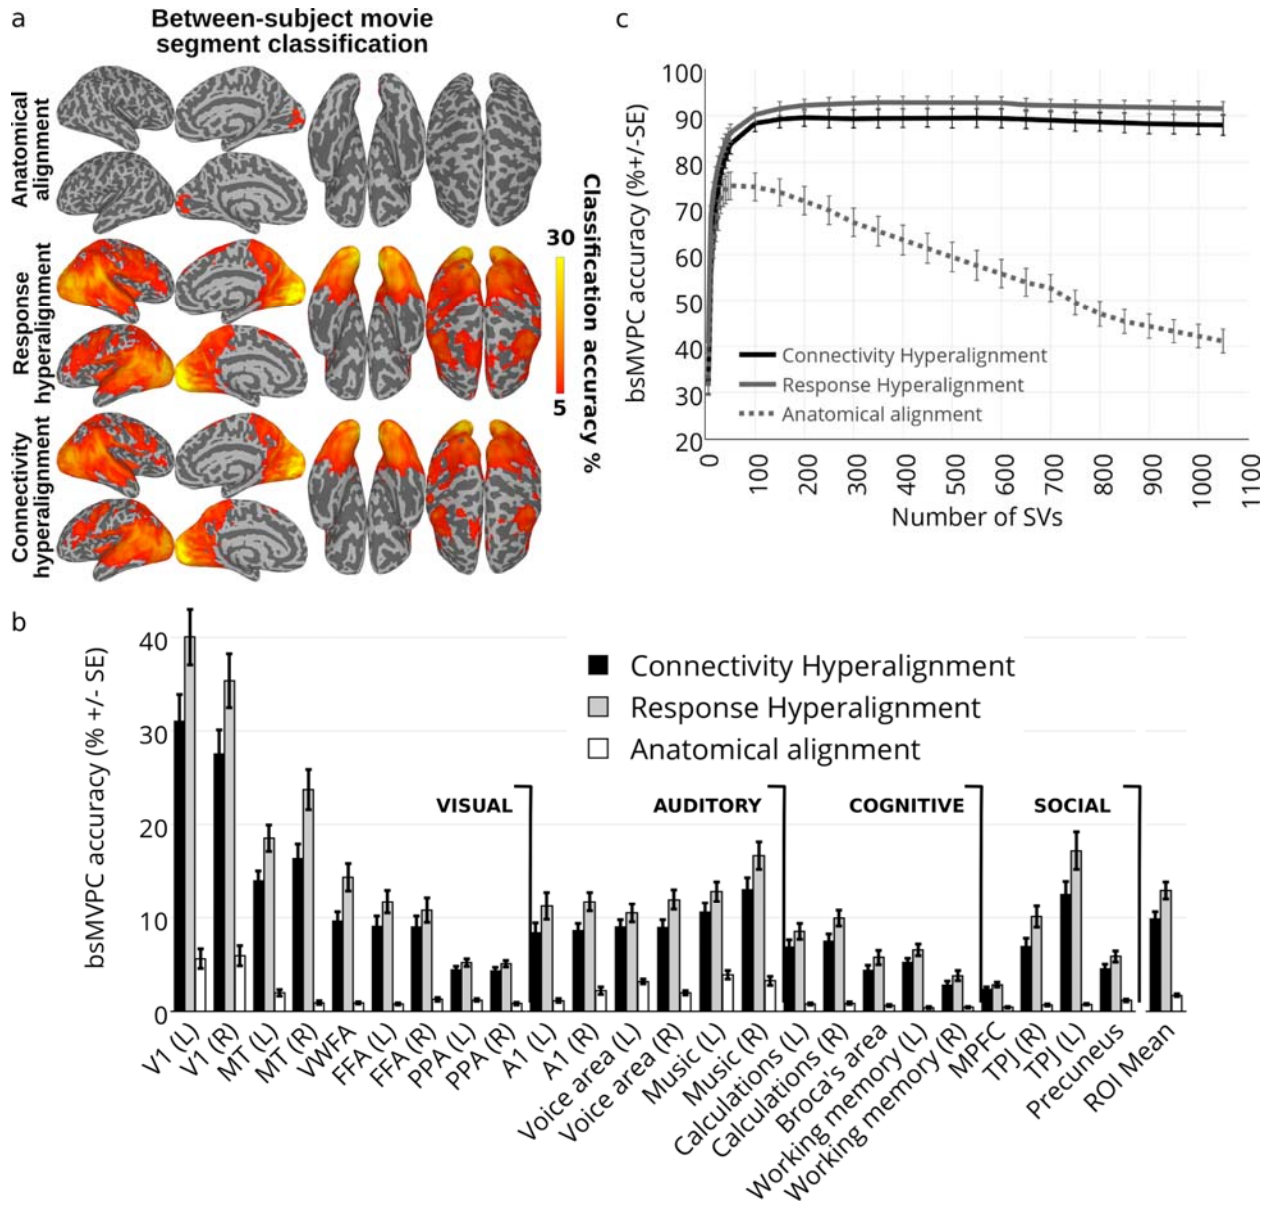 a
Between-subject movie
segment classification
Anatomical
alignment
Response
hyperalignment
Connectivity
hyperalignment
30
5
Classification accuracy %
c
bsMVPC accuracy (%+/-SE)
100
90
80
70
60
50
40
30
20
Connectivity Hyperalignment
Response Hyperalignment
Anatomical alignment
0 100 200 300 400 500 600 700 800 900 1000 1100
Number of SVs
b
bsMVPC accuracy (% +/- SE)
40
30
20
10
0
Connectivity Hyperalignment
Response Hyperalignment
Anatomical alignment
VISUAL AUDITORY COGNITIVE SOCIAL
V1 (L)
V1 (R)
MT (L)
MT (R)
VWFA
FFA (L)
FFA (R)
PPA (L)
PPA (R)
A1 (L)
A1 (R)
Voice area (L)
Voice area (R)
Music (L)
Music (R)
Calculations (L)
Calculations (R)
Broca's area
Working memory (L)
Working memory (R)
MPFC
TPJ (R)
TPJ (L)
Precuneus
ROI Mean